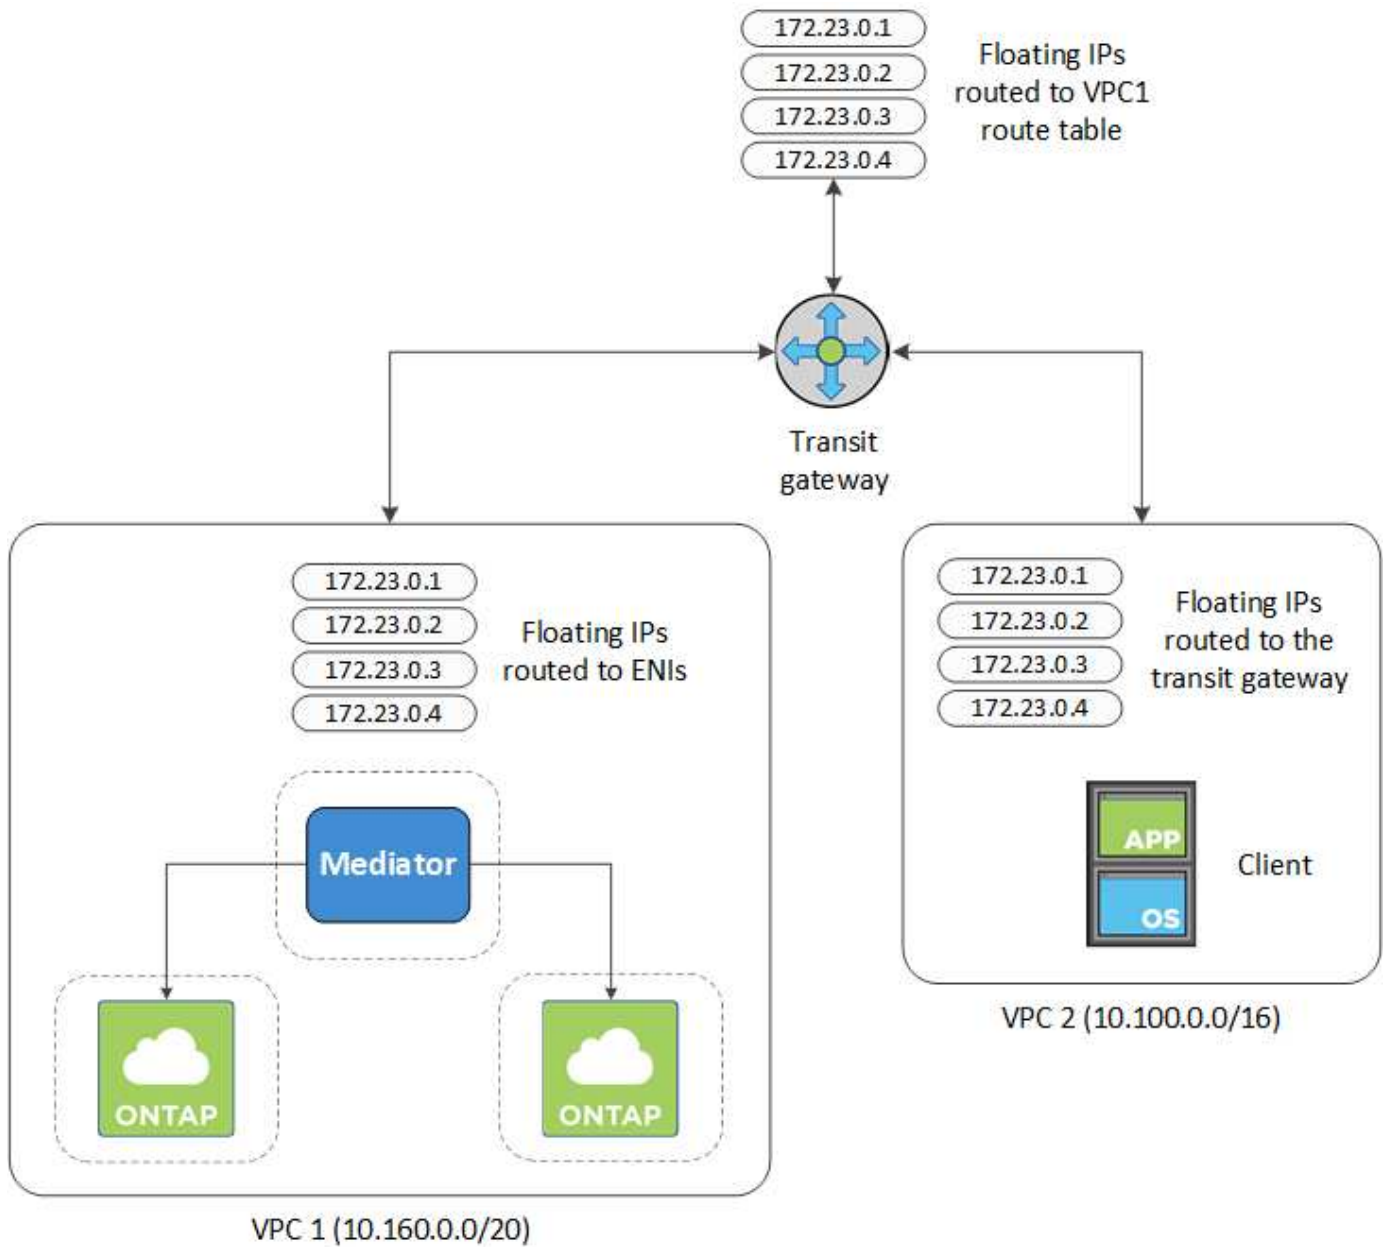 172.23.0.1
172.23.0.2
172.23.0.3
172.23.0.4
Floating IPs
routed to VPC1
route table
Transit
gateway
172.23.0.1
172.23.0.2
172.23.0.3
172.23.0.4
Floating IPs
routed to ENIs
Mediator
ONTAP
ONTAP
VPC 1 (10.160.0.0/20)
172.23.0.1
172.23.0.2
172.23.0.3
172.23.0.4
Floating IPs
routed to the
transit gateway
APP
OS
Client
VPC 2 (10.100.0.0/16)